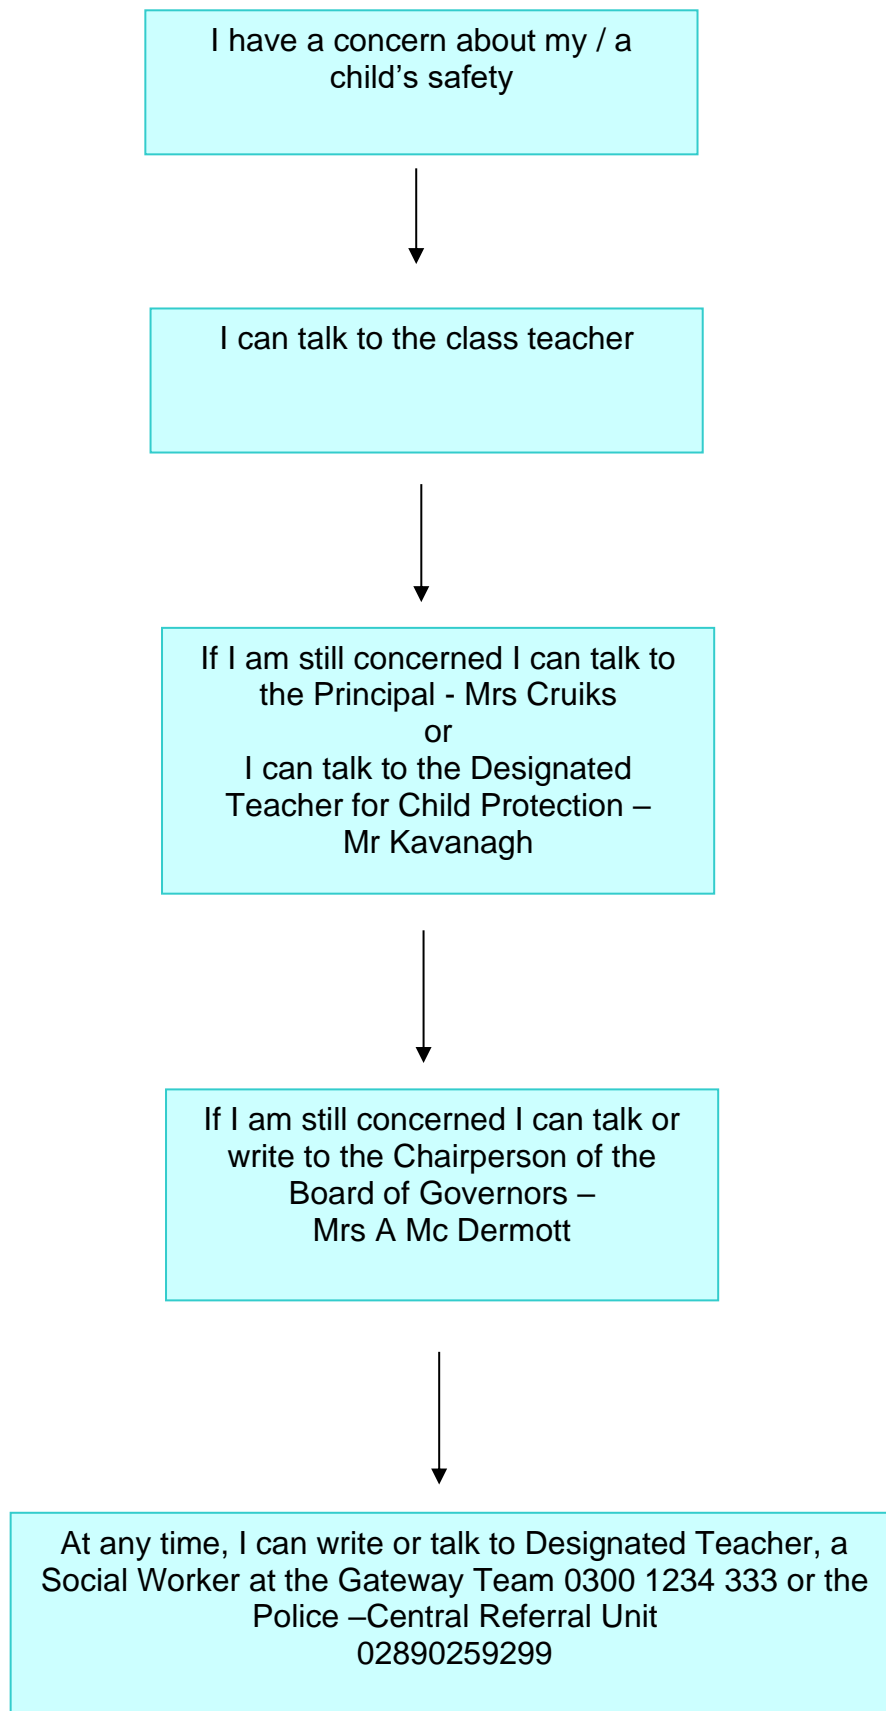 I have a concern about my / a
child’s safety
I can talk to the class teacher
If I am still concerned I can talk to
the Principal - Mrs Cruiks
or
I can talk to the Designated
Teacher for Child Protection –
Mr Kavanagh
If I am still concerned I can talk or
write to the Chairperson of the
Board of Governors –
Mrs A Mc Dermott
At any time, I can write or talk to Designated Teacher, a
Social Worker at the Gateway Team 0300 1234 333 or the
Police –Central Referral Unit
02890259299